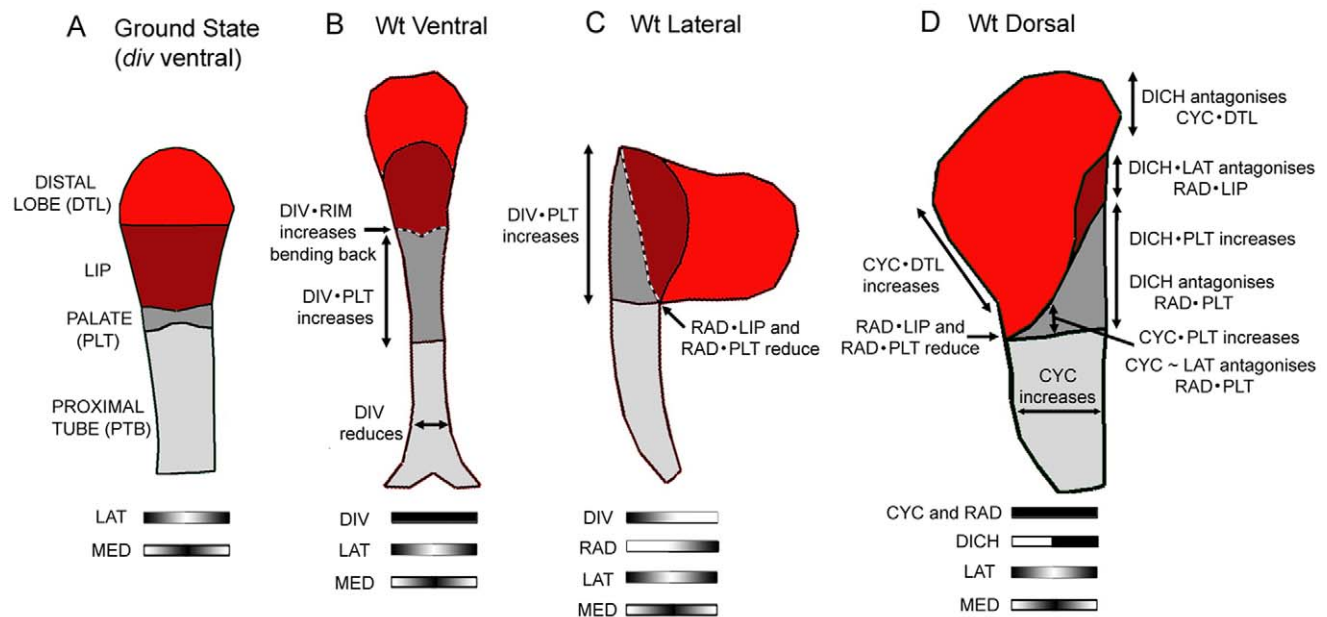 A Ground State
(div ventral)
DISTAL
LOBE (DTL)
LIP
PALATE
(PLT)
PROXIMAL
TUBE (PTB)
LAT
MED
B Wt Ventral
DIV•RIM
increases
bending back
DIV•PLT
increases
DIV
reduces
DIV
LAT
MED
C Wt Lateral
DIV•PLT
increases
RAD•LIP and
RAD•PLT reduce
DIV
RAD
LAT
MED
D Wt Dorsal
DICH antagonises
CYC•DTL
DICH•LAT antagonises
RAD•LIP
DICH•PLT increases
DICH antagonises
RAD•PLT
CYC•PLT increases
CYC ~ LAT antagonises
RAD•PLT
CYC•DTL
increases
RAD•LIP and
RAD•PLT reduce
CYC
increases
CYC and RAD
DICH
LAT
MED